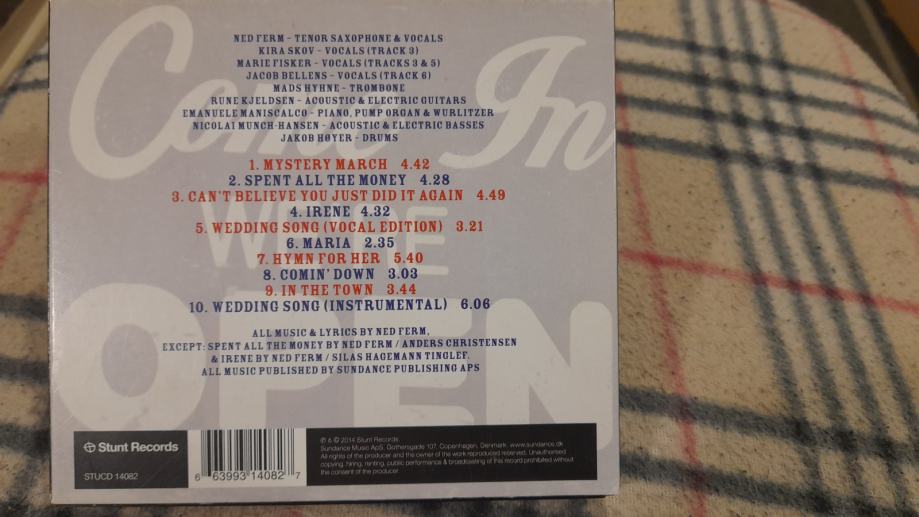 Come In
WE'RE
OPEN
NED FERM - TENOR SAXOPHONE & VOCALS
KIRA SKOV - VOCALS (TRACK 3)
MARIE FISKER - VOCALS (TRACKS 3 & 5)
JACOB BELLENS - VOCALS (TRACK 6)
MADS HYHNE - TROMBONE
RUNE KJELDSEN - ACOUSTIC & ELECTRIC GUITARS
EMANUELE MANISCALCO - PIANO, PUMP ORGAN & WURLITZER
NICOLAI MUNCH-HANSEN - ACOUSTIC & ELECTRIC BASSES
JAKOB HØYER - DRUMS
1. MYSTERY MARCH 4.42
2. SPENT ALL THE MONEY 4.28
3. CAN'T BELIEVE YOU JUST DID IT AGAIN 4.49
4. IRENE 4.32
5. WEDDING SONG (VOCAL EDITION) 3.21
6. MARIA 2.35
7. HYMN FOR HER 5.40
8. COMIN' DOWN 3.03
9. IN THE TOWN 3.44
10. WEDDING SONG (INSTRUMENTAL) 6.06
ALL MUSIC & LYRICS BY NED FERM,
EXCEPT: SPENT ALL THE MONEY BY NED FERM / ANDERS CHRISTENSEN
& IRENE BY NED FERM / SILAS HAGEMANN TINGLEF.
ALL MUSIC PUBLISHED BY SUNDANCE PUBLISHING APS
Stunt Records
STUCD 14082
6 63993 14082 7
℗ & © 2014 Stunt Records
Sundance Music ApS, Gothersgade 107, Copenhagen, Denmark, www.sundance.dk
All rights of the producer and the owner of the work reproduced reserved. Unauthorised
copying, hiring, renting, public performance & broadcasting of this record prohibited without
the consent of the producer